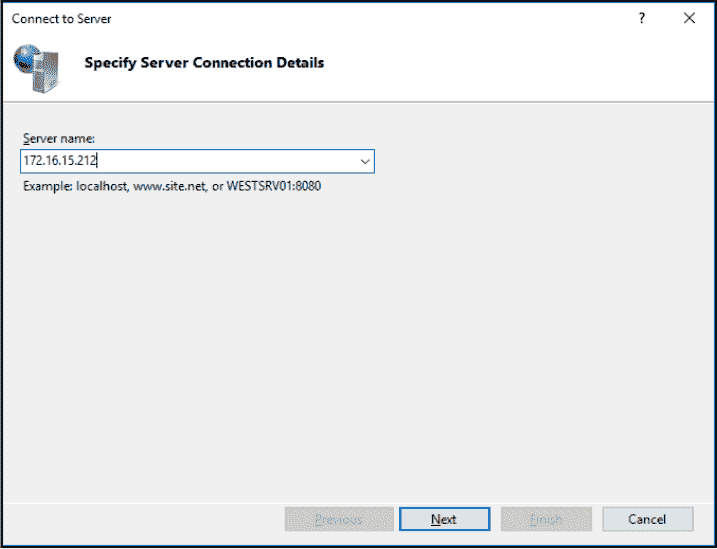 Connect to Server
?
Specify Server Connection Details
Server name:
172.16.15.212
Example: localhost, www.site.net, or WESTSRV01:8080
Previous
Next
Finish
Cancel